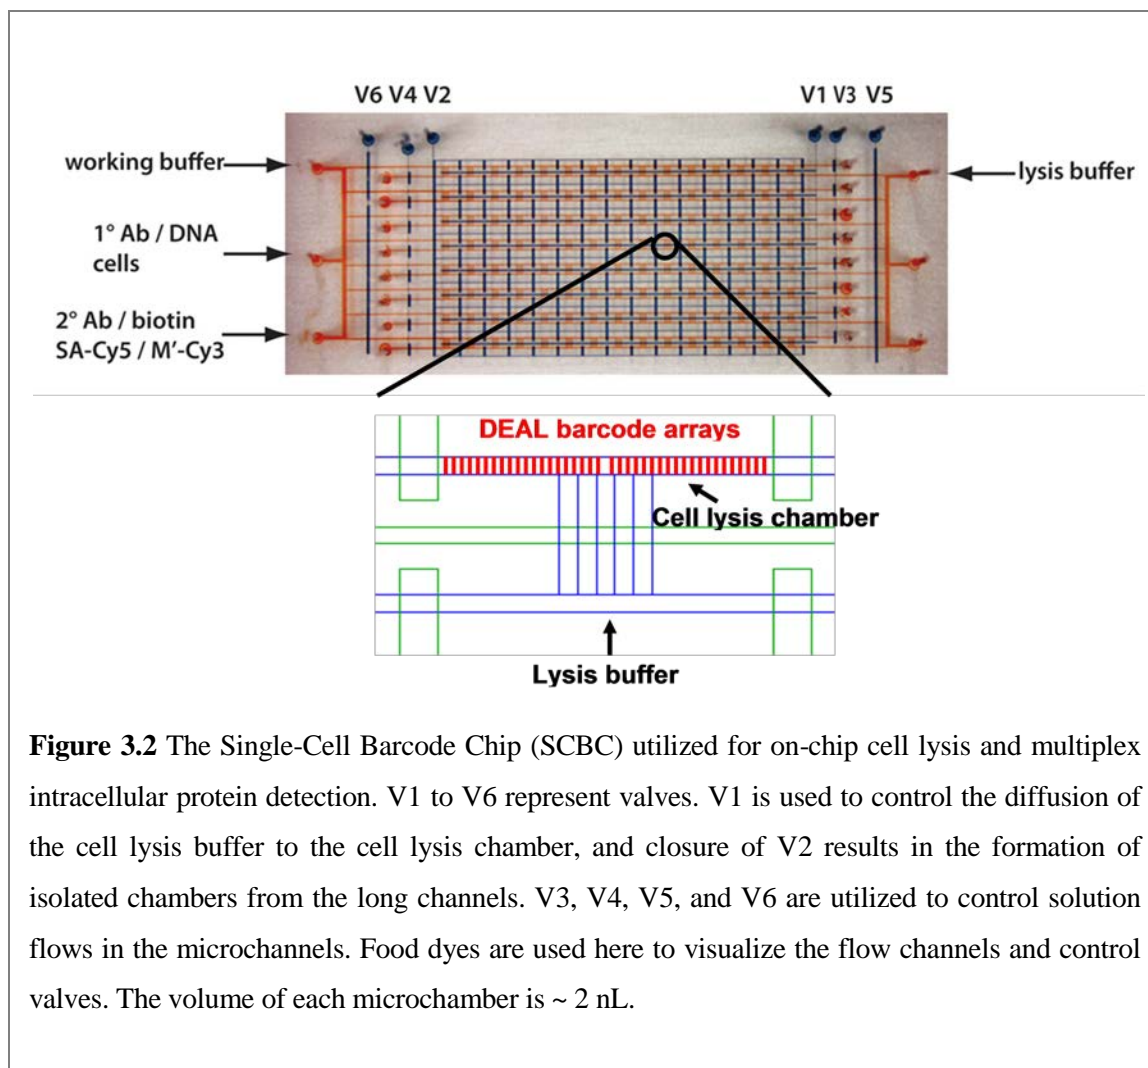 V6 V4 V2
V1 V3 V5
working buffer
lysis buffer
1° Ab / DNA
cells
2° Ab / biotin
SA-Cy5 / M'-Cy3
DEAL barcode arrays
Cell lysis chamber
Lysis buffer
Figure 3.2 The Single-Cell Barcode Chip (SCBC) utilized for on-chip cell lysis and multiplex
intracellular protein detection. V1 to V6 represent valves. V1 is used to control the diffusion of
the cell lysis buffer to the cell lysis chamber, and closure of V2 results in the formation of
isolated chambers from the long channels. V3, V4, V5, and V6 are utilized to control solution
flows in the microchannels. Food dyes are used here to visualize the flow channels and control
valves. The volume of each microchamber is ~ 2 nL.